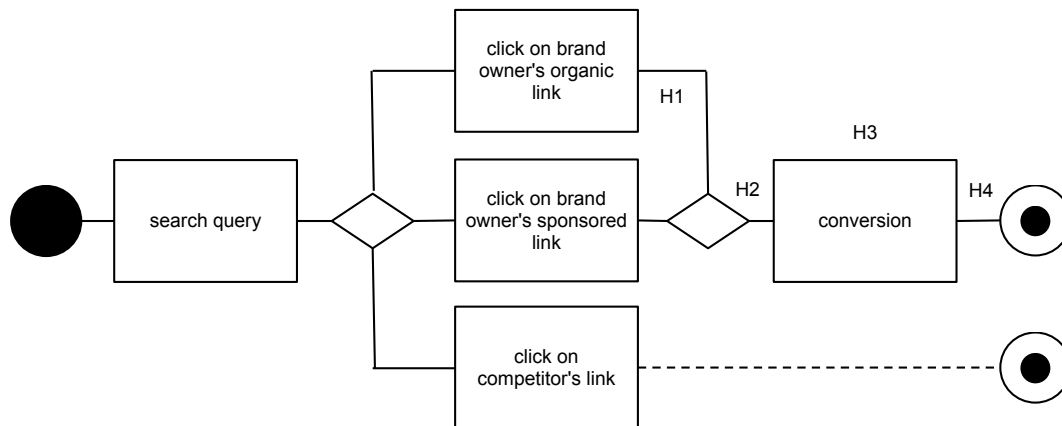 click on brand
owner's organic
link
H1
H3
search query
click on brand
owner's sponsored
link
H2
conversion
H4
click on
competitor's link